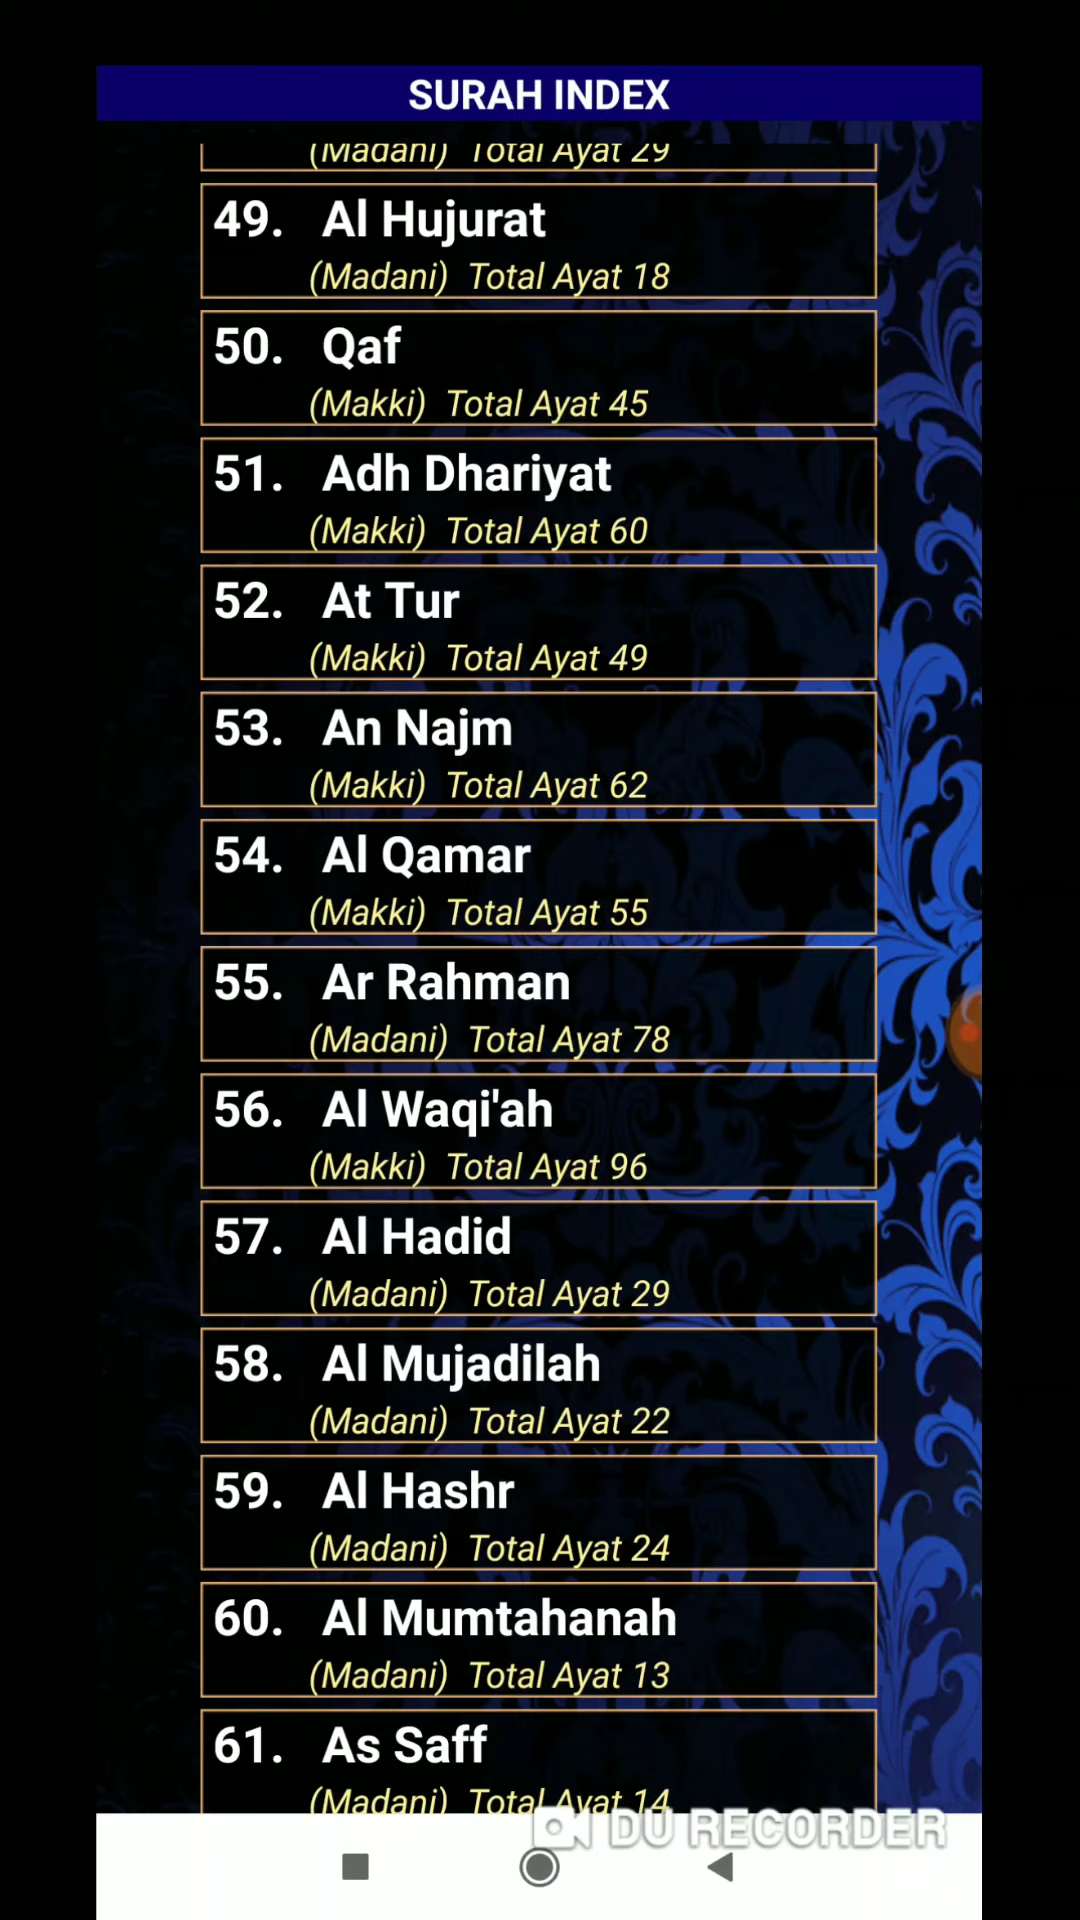 SURAH INDEX
(Madani) Total Ayat 29
49. Al Hujurat
(Madani) Total Ayat 18
50. Qaf
(Makki) Total Ayat 45
51. Adh Dhariyat
(Makki) Total Ayat 60
52. At Tur
(Makki) Total Ayat 49
53. An Najm
(Makki) Total Ayat 62
54. Al Qamar
(Makki) Total Ayat 55
55. Ar Rahman
(Madani) Total Ayat 78
56. Al Waqi'ah
(Makki) Total Ayat 96
57. Al Hadid
(Madani) Total Ayat 29
58. Al Mujadilah
(Madani) Total Ayat 22
59. Al Hashr
(Madani) Total Ayat 24
60. Al Mumtahanah
(Madani) Total Ayat 13
61. As Saff
(Madani) Total Ayat 14
DU RECORDER